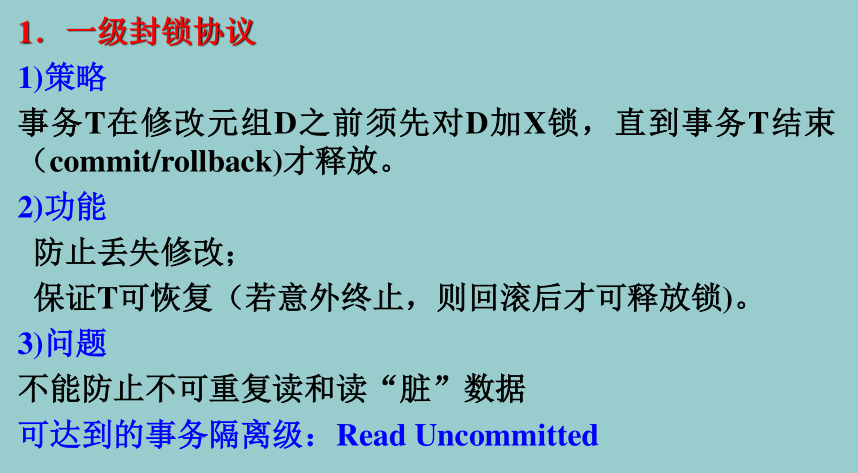 1．一级封锁协议
1)策略
事务T在修改元组D之前须先对D加X锁，直到事务T结束
（commit/rollback)才释放。
2)功能
防止丢失修改；
保证T可恢复（若意外终止，则回滚后才可释放锁)。
3)问题
不能防止不可重复读和读“脏”数据
可达到的事务隔离级：Read Uncommitted